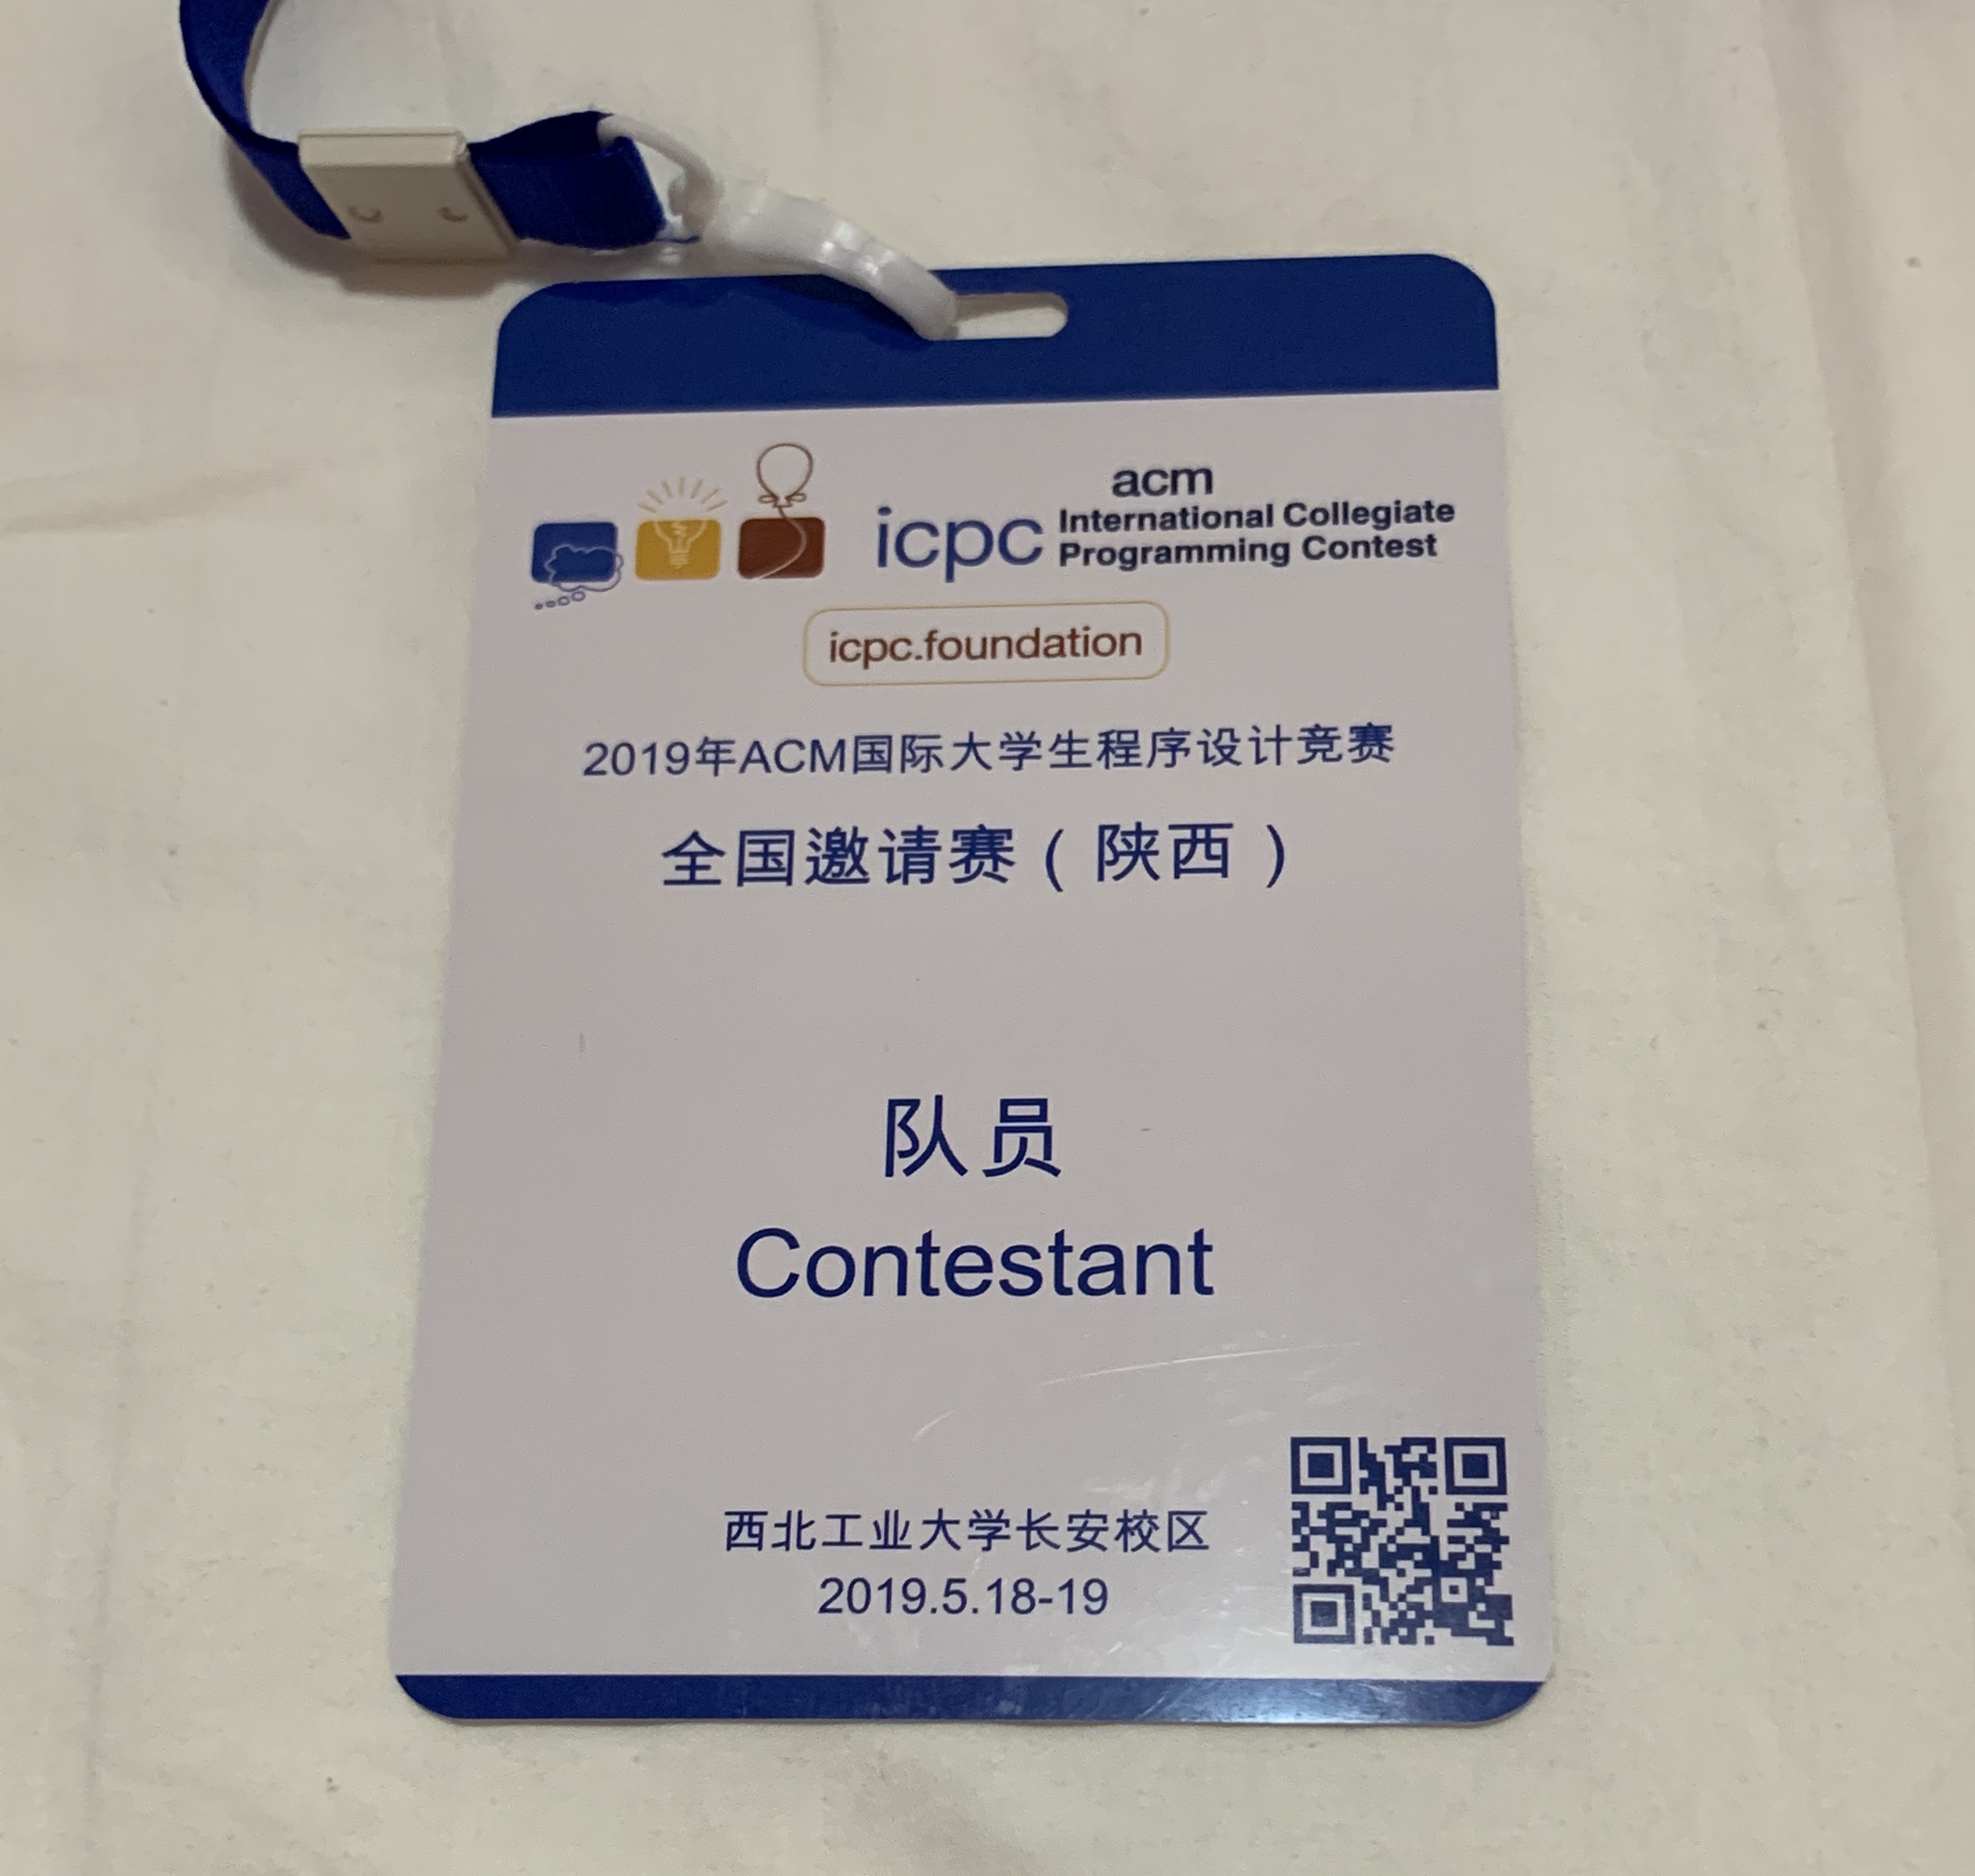 acm
icpc International Collegiate
Programming Contest
icpc.foundation
2019年ACM国际大学生程序设计竞赛
全国邀请赛（陕西）
队员
Contestant
西北工业大学长安校区
2019.5.18-19